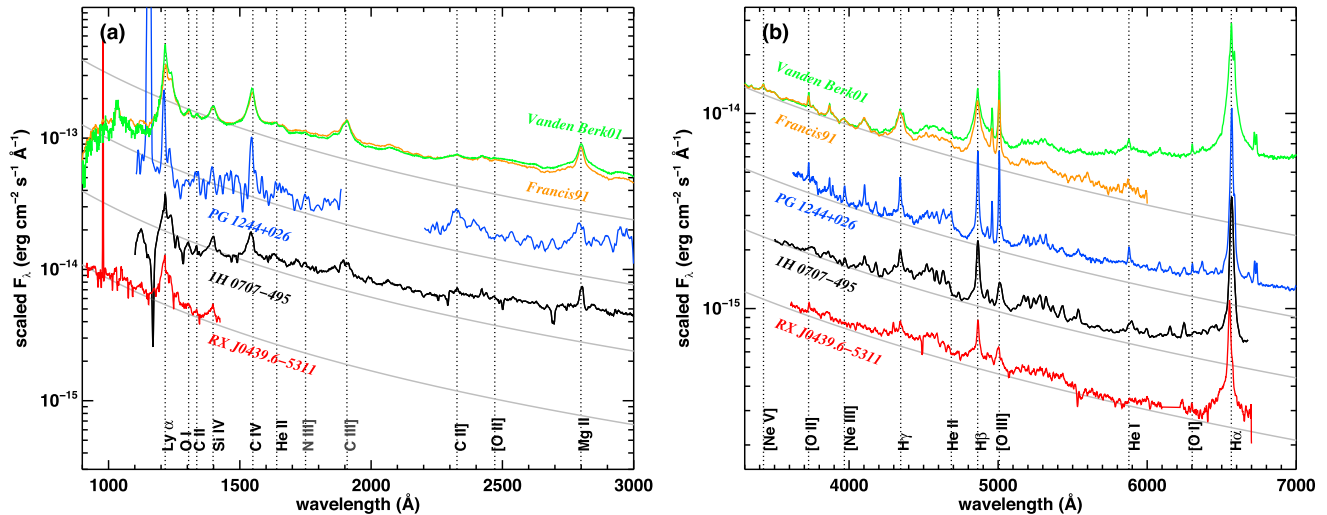 (a)
Vanden Berk01
Francis91
PG 1244+026
1H 0707−495
RX J0439.6−5311
Ly α
O I
C II
Si IV
C IV
He II
N III]
C III]
C II]
[O II]
Mg II
10⁻¹³
10⁻¹⁴
10⁻¹⁵
scaled Fλ (erg cm⁻² s⁻¹ Å⁻¹)
1000 1500 2000 2500 3000
wavelength (Å)
(b)
Vanden Berk01
Francis91
PG 1244+026
1H 0707−495
RX J0439.6−5311
[Ne V]
[O II]
[Ne III]
Hγ
He II
Hβ
[O III]
He I
[O I]
Hα
10⁻¹⁴
10⁻¹⁵
scaled Fλ (erg cm⁻² s⁻¹ Å⁻¹)
4000 5000 6000 7000
wavelength (Å)